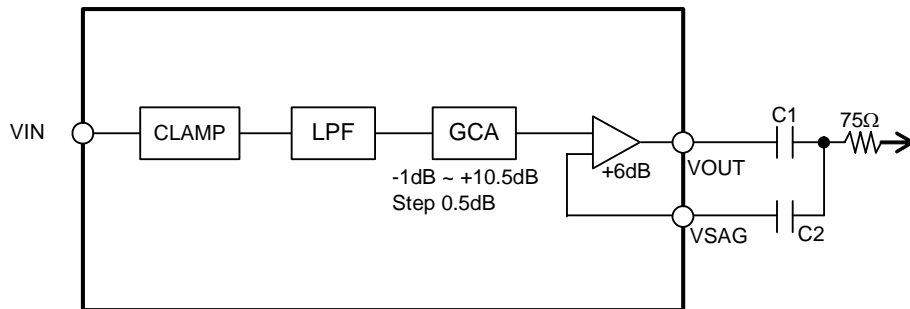 VIN
CLAMP
LPF
GCA
-1dB ~ +10.5dB
Step 0.5dB
+6dB
VOUT
VSAG
C1
C2
75Ω